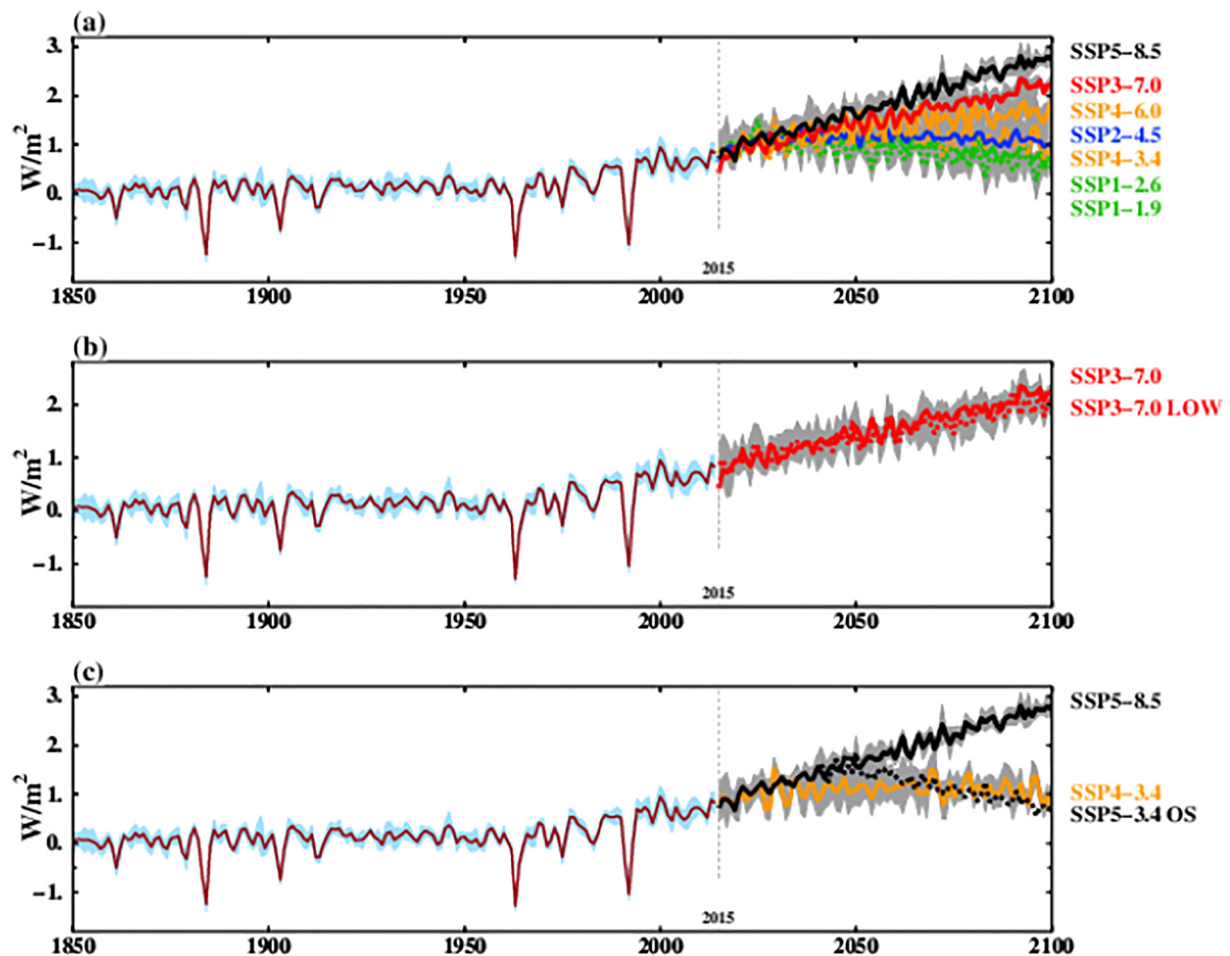 (a)
W/m2
3.
2.
1.
0.
−1.
2015
1850 1900 1950 2000 2050 2100
SSP5−8.5
SSP3−7.0
SSP4−6.0
SSP2−4.5
SSP4−3.4
SSP1−2.6
SSP1−1.9
(b)
W/m2
2.
1.
0.
−1.
2015
1850 1900 1950 2000 2050 2100
SSP3−7.0
SSP3−7.0 LOW
(c)
W/m2
3.
2.
1.
0.
−1.
2015
1850 1900 1950 2000 2050 2100
SSP5−8.5
SSP4−3.4
SSP5−3.4 OS